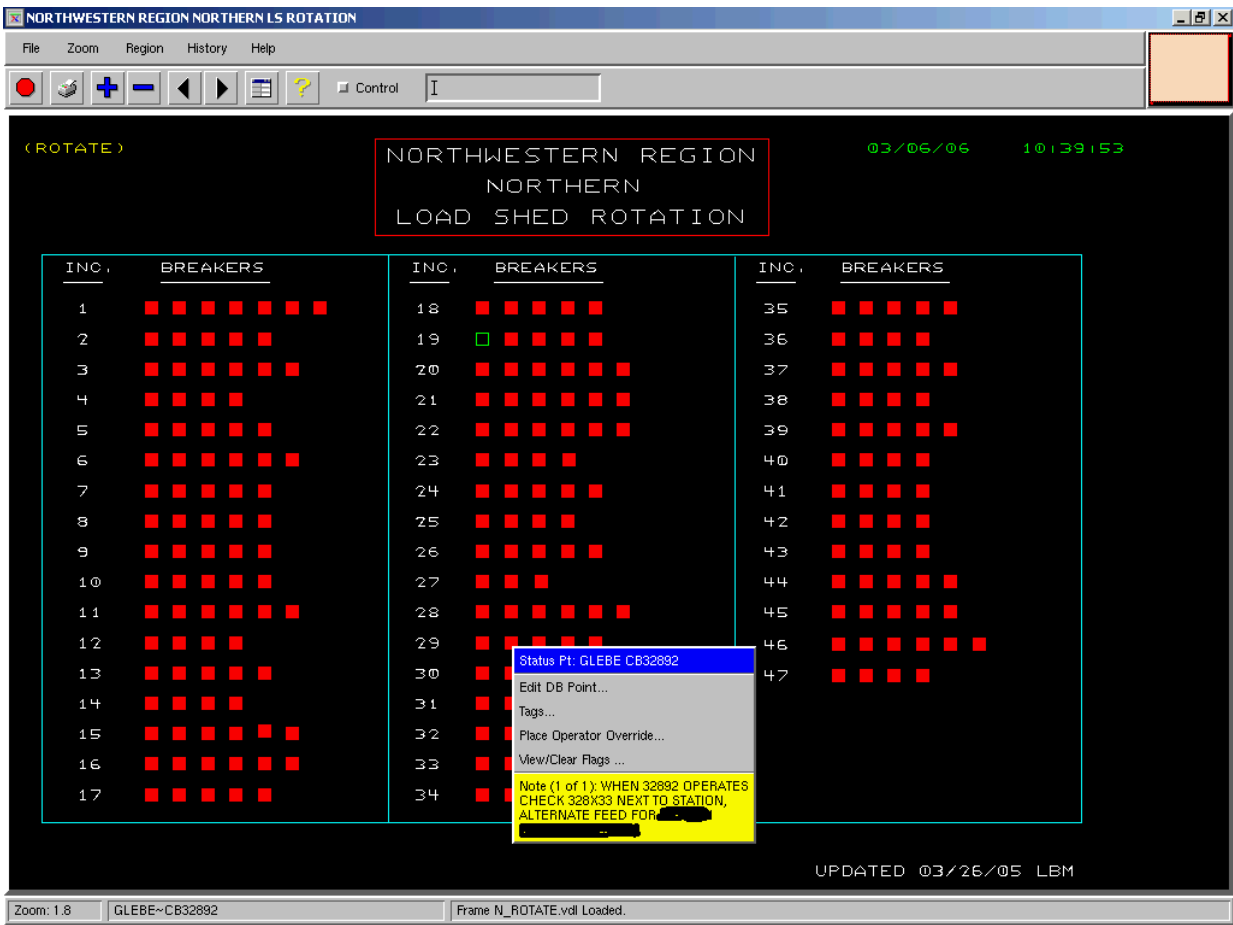 NORTHWESTERN REGION NORTHERN LS ROTATION
File Zoom Region History Help
Control
(ROTATE)
NORTHWESTERN REGION
NORTHERN
LOAD SHED ROTATION
03/06/06 10:39:53
INC. BREAKERS
1
2
3
4
5
6
7
8
9
10
11
12
13
14
15
16
17
INC. BREAKERS
18
19
20
21
22
23
24
25
26
27
28
29
30
31
32
33
34
INC. BREAKERS
35
36
37
38
39
40
41
42
43
44
45
46
47
Status Pt: GLEBE CB32892
Edit DB Point...
Tags...
Place Operator Override...
View/Clear Flags ...
Note (1 of 1): WHEN 32892 OPERATES
CHECK 328X33 NEXT TO STATION,
ALTERNATE FEED FOR
UPDATED 03/26/05 LBM
Zoom: 1.8 GLEBE~CB32892 Frame N_ROTATE.vdl Loaded.